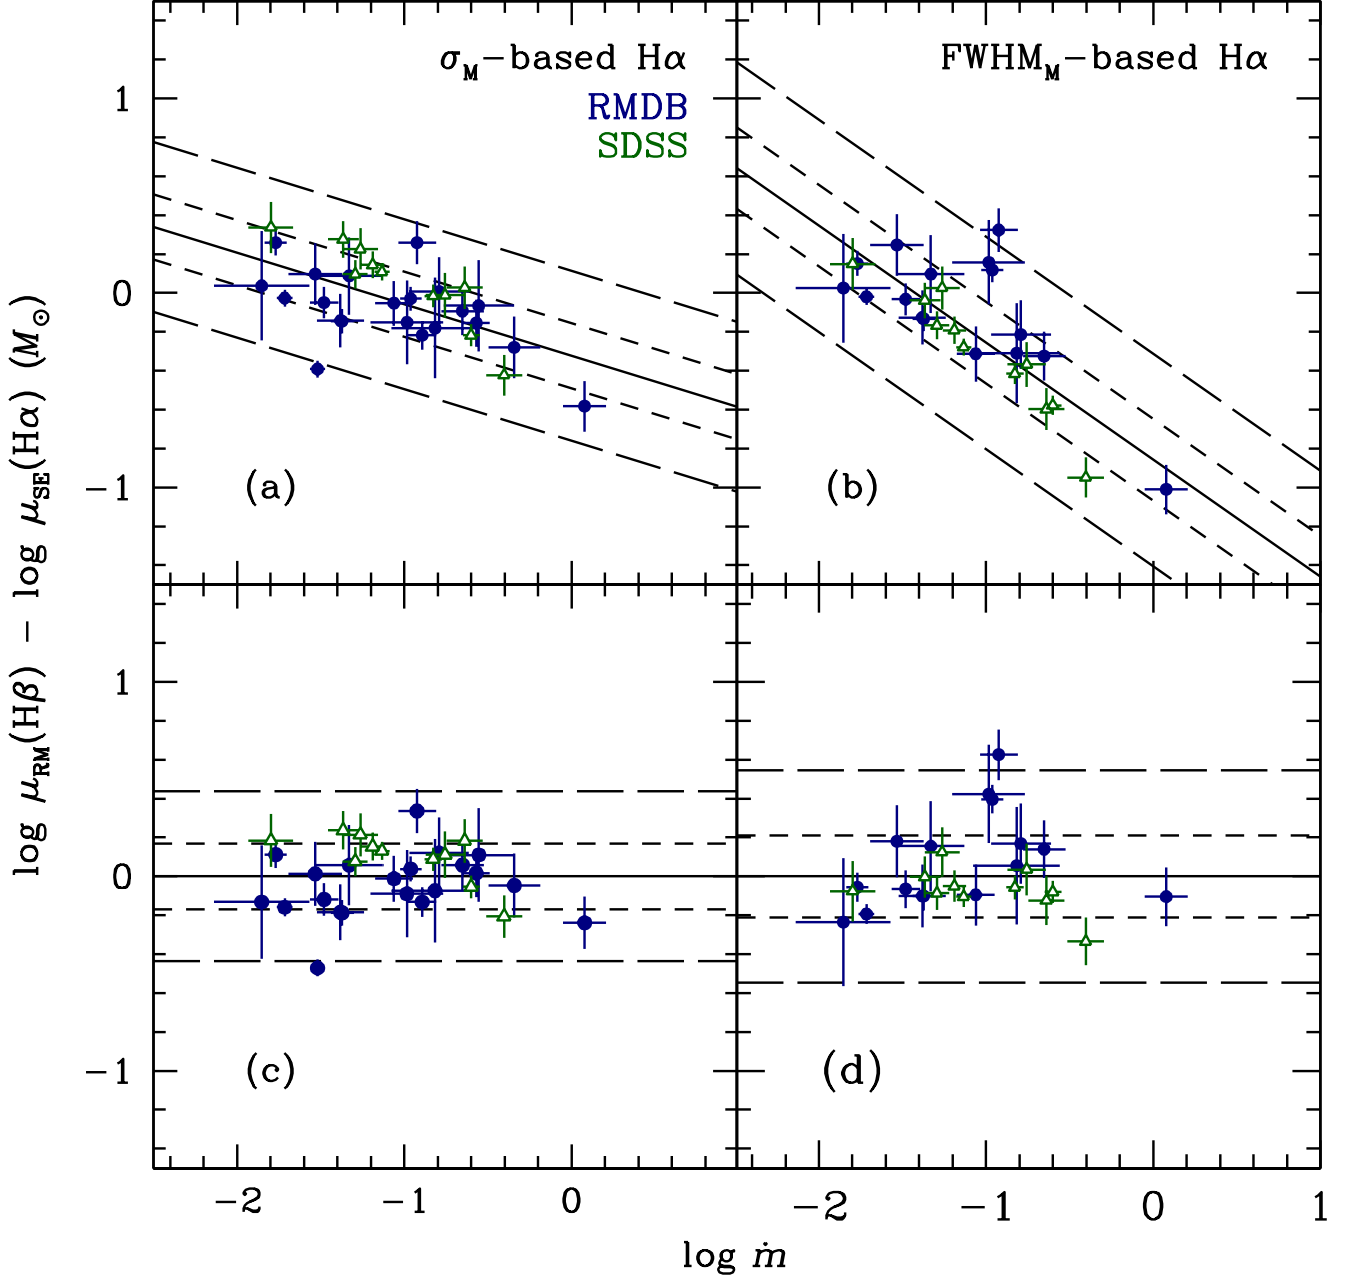 σM−based Hα
RMDB
SDSS
FWHMM−based Hα
1
0
−1
(a)
(b)
1
0
−1
(c)
(d)
−2 −1 0
−2 −1 0 1
log ṁ
log μRM(Hβ) − log μSE(Hα) (M⊙)